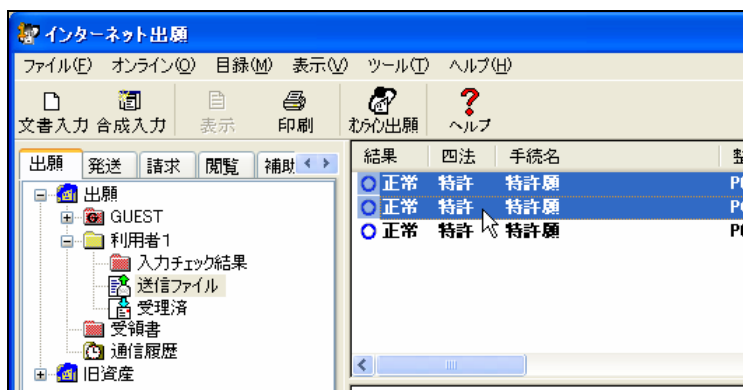 インターネット出願
ファイル(F) オンライン(O) 目録(M) 表示(V) ツール(T) ヘルプ(H)
文書入力 合成入力 表示 印刷 オンライン出願 ヘルプ
出願 発送 請求 閲覧 補助
結果 四法 手続名
正常 特許 特許願
正常 特許 特許願
正常 特許 特許願
出願
GUEST
利用者1
入力チェック結果
送信ファイル
受理済
受領書
通信履歴
旧資産